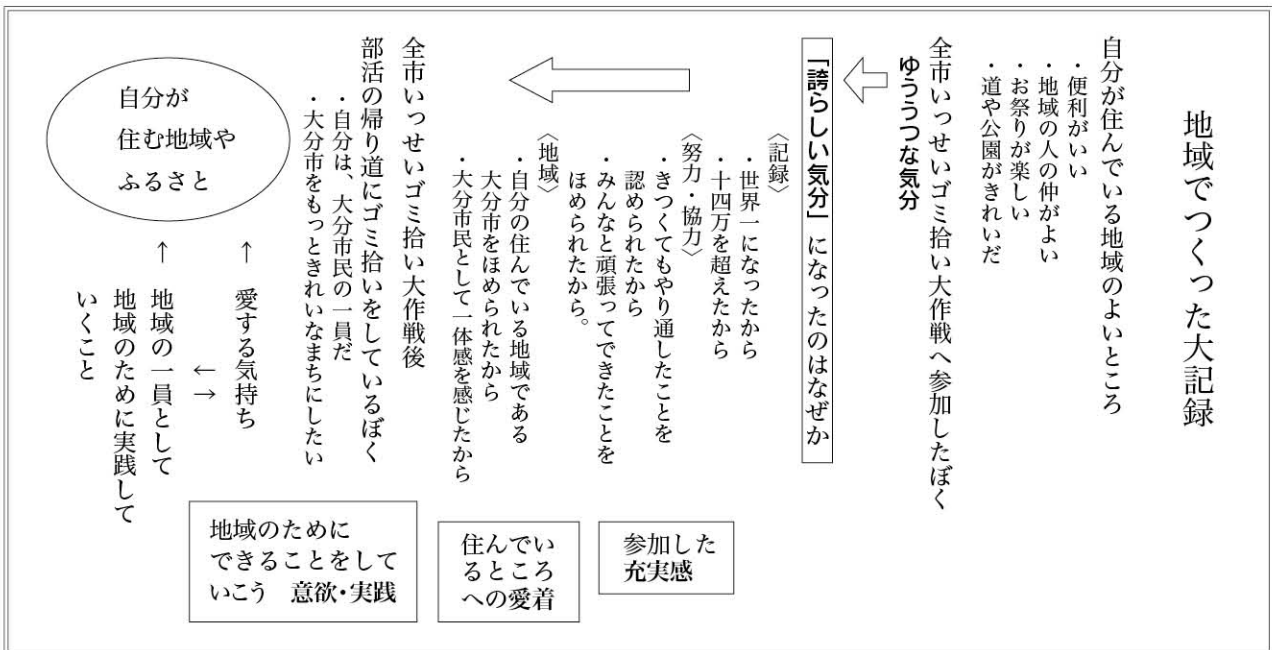 地域でつくった大記録
自分が住んでいる地域のよいところ
・便利がいい
・地域の人の仲がよい
・お祭りが楽しい
・道や公園がきれいだ
全市いっせいゴミ拾い大作戦へ参加したぼく
ゆううつな気分
「誇らしい気分」になったのはなぜか
〈記録〉
・世界一になったから
・十四万を超えたから
〈努力・協力〉
・きつくてもやり通したことを
認められたから
・みんなと頑張ってできたことを
ほめられたから。
〈地域〉
・自分の住んでいる地域である
大分市をほめられたから
・大分市民として一体感を感じたから
全市いっせいゴミ拾い大作戦後
部活の帰り道にゴミ拾いをしているぼく
・自分は、大分市民の一員だ
・大分市をもっときれいなまちにしたい
自分が
住む地域や
ふるさと
↑ 愛する気持ち
←
→
↑ 地域の一員として
地域のために実践して
いくこと
参加した
充実感
住んでい
るところ
への愛着
地域のために
できることをして
いこう 意欲・実践